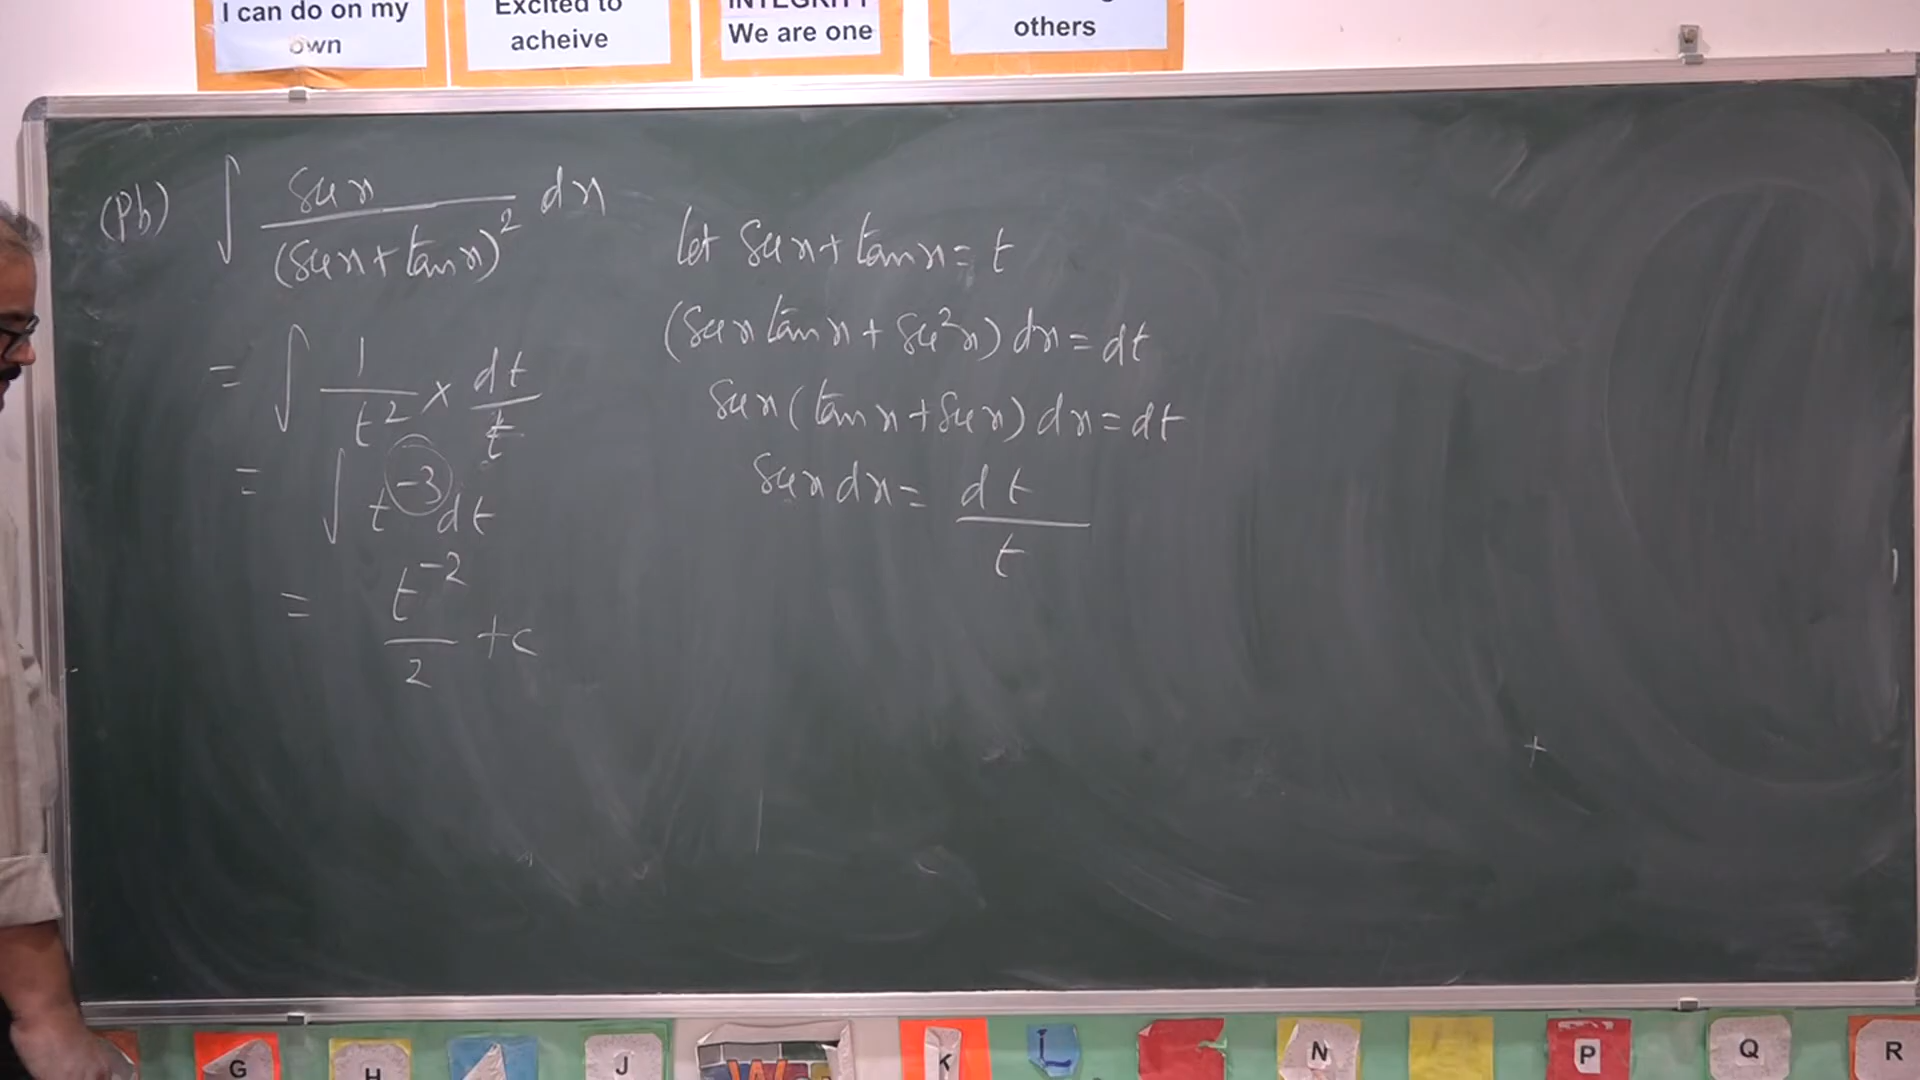 I can do on my
own
Excited to
acheive
INTEGRITY
We are one
others
(Pb) ∫ sec x / (sec x + tan x)² dx
= ∫ 1/t² × dt/t
= ∫ t⁻³ dt
= t⁻²/2 + c
let sec x + tan x = t
(sec x tan x + sec² x) dx = dt
sec x (tan x + sec x) dx = dt
sec x dx = dt/t
G
H
J
K
L
N
P
Q
R